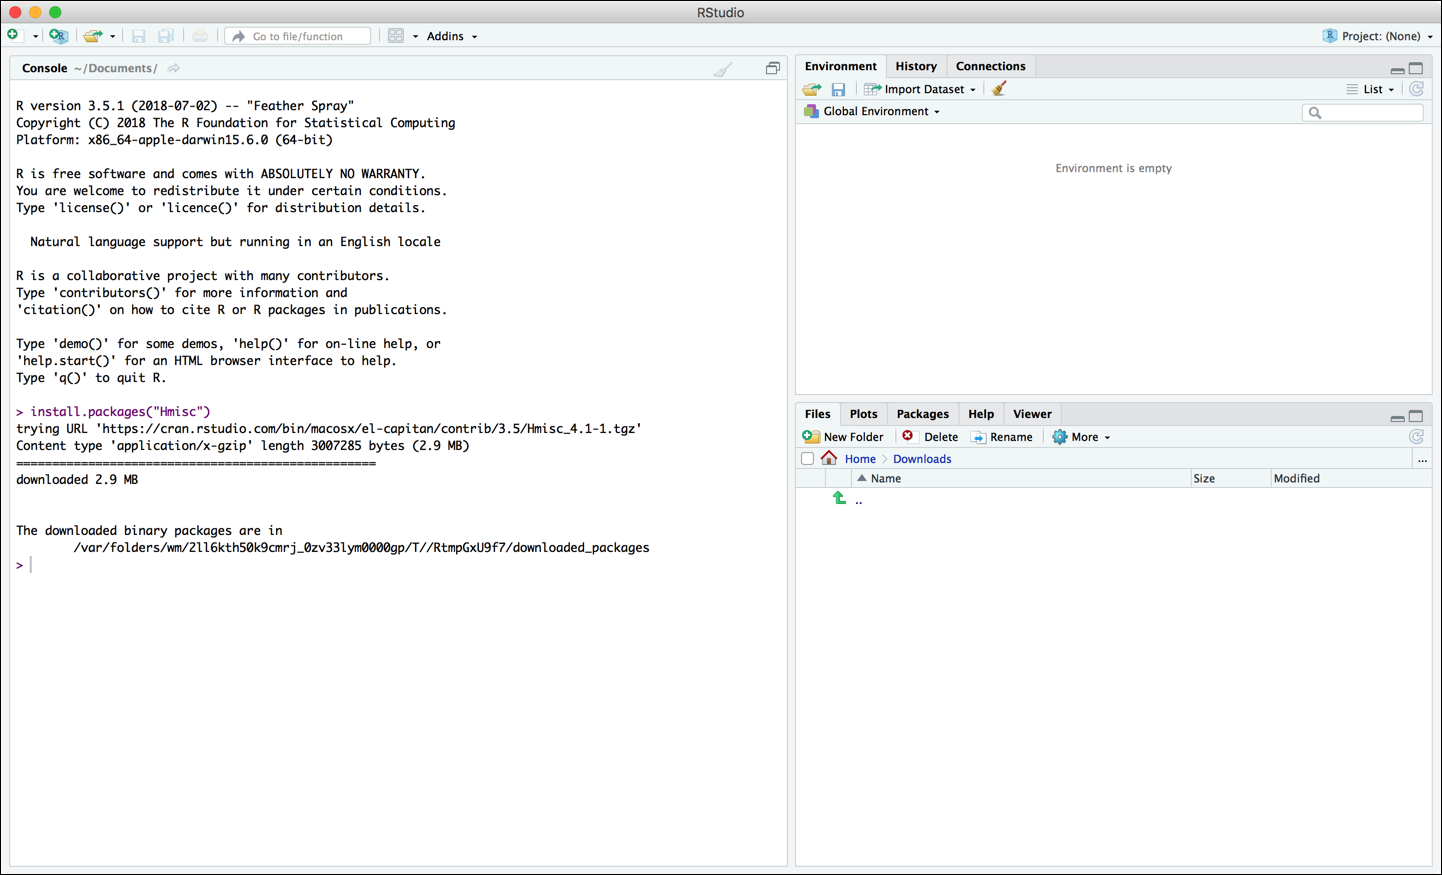 RStudio
Go to file/function
Addins
Project: (None)
Console ~/Documents/
R version 3.5.1 (2018-07-02) -- "Feather Spray"
Copyright (C) 2018 The R Foundation for Statistical Computing
Platform: x86_64-apple-darwin15.6.0 (64-bit)
R is free software and comes with ABSOLUTELY NO WARRANTY.
You are welcome to redistribute it under certain conditions.
Type 'license()' or 'licence()' for distribution details.
Natural language support but running in an English locale
R is a collaborative project with many contributors.
Type 'contributors()' for more information and
'citation()' on how to cite R or R packages in publications.
Type 'demo()' for some demos, 'help()' for on-line help, or
'help.start()' for an HTML browser interface to help.
Type 'q()' to quit R.
> install.packages("Hmisc")
trying URL 'https://cran.rstudio.com/bin/macosx/el-capitan/contrib/3.5/Hmisc_4.1-1.tgz'
Content type 'application/x-gzip' length 3007285 bytes (2.9 MB)
==================================================
downloaded 2.9 MB
The downloaded binary packages are in
/var/folders/wm/2ll6kth50k9cmrj_0zv33lym0000gp/T//RtmpGxU9f7/downloaded_packages
>
Environment History Connections
Import Dataset List
Global Environment
Environment is empty
Files Plots Packages Help Viewer
New Folder Delete Rename More
Home Downloads ...
Name Size Modified
..